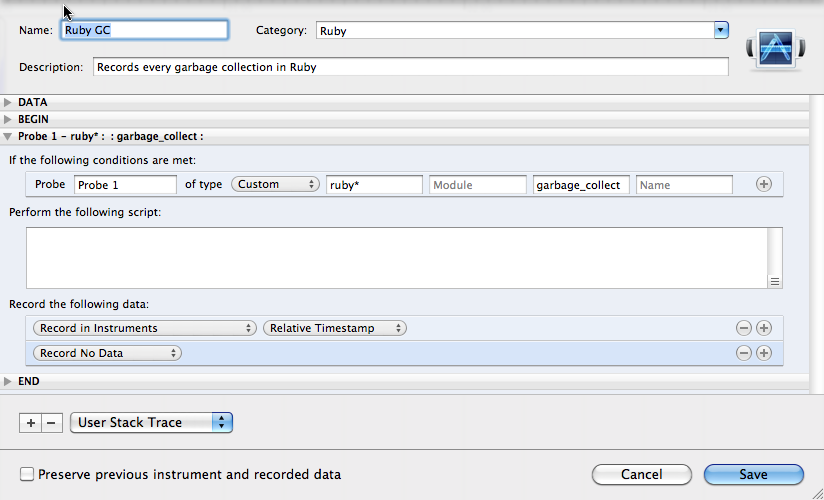 Name: Ruby GC Category: Ruby
Description: Records every garbage collection in Ruby
DATA
BEGIN
Probe 1 - ruby* : : garbage_collect :
If the following conditions are met:
Probe Probe 1 of type Custom ruby* Module garbage_collect Name
Perform the following script:
Record the following data:
Record in Instruments Relative Timestamp
Record No Data
END
User Stack Trace
Preserve previous instrument and recorded data Cancel Save